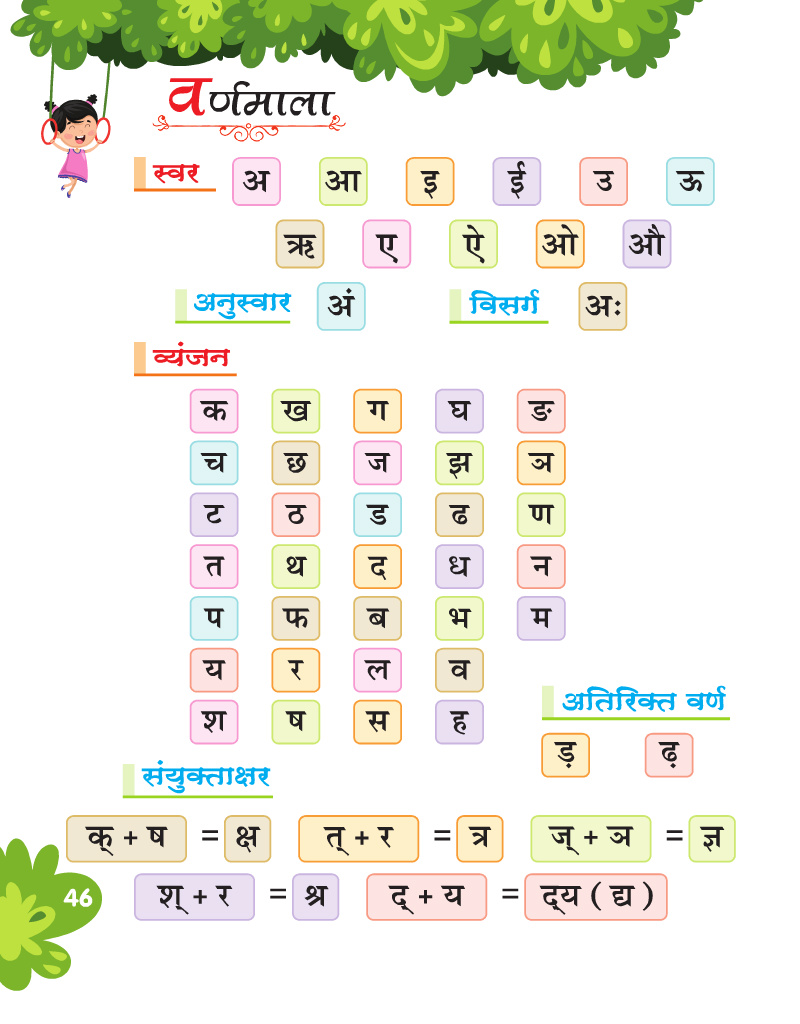 वर्णमाला
स्वर अ आ इ ई उ ऊ
ऋ ए ऐ ओ औ
अनुस्वार अं विसर्ग अः
व्यंजन
क ख ग घ ङ
च छ ज झ ञ
ट ठ ड ढ ण
त थ द ध न
प फ ब भ म
य र ल व
श ष स ह
अतिरिक्त वर्ण
ड़ ढ़
संयुक्ताक्षर
क् + ष = क्ष त् + र = त्र ज् + ञ = ज्ञ
श् + र = श्र द् + य = द्‌य ( द्य )
46